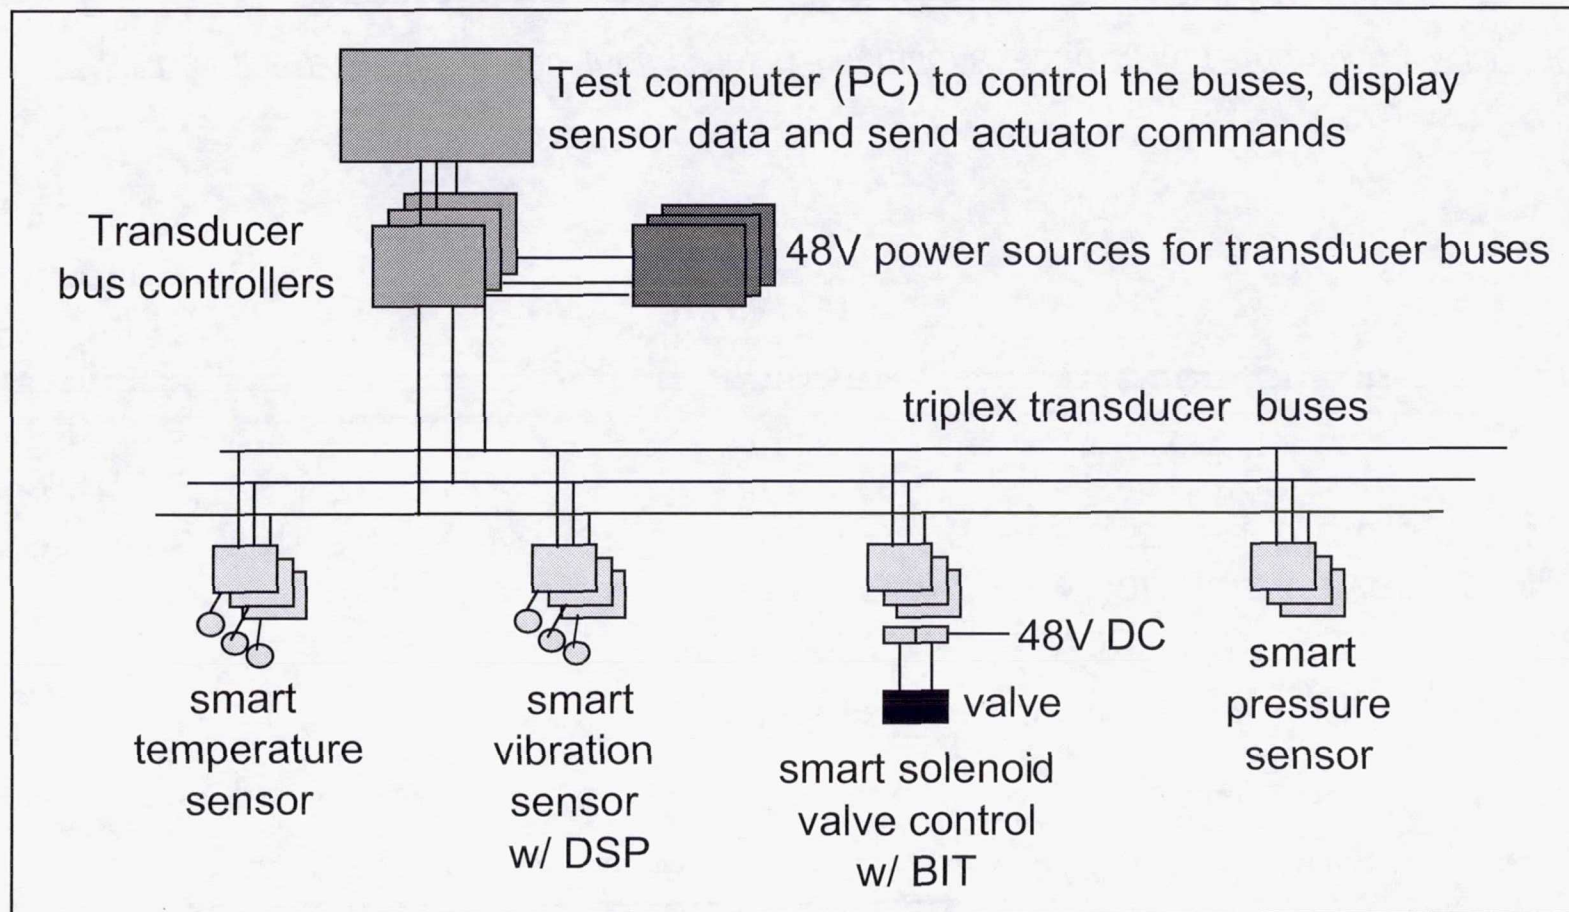 Test computer (PC) to control the buses, display
sensor data and send actuator commands
Transducer
bus controllers
48V power sources for transducer buses
triplex transducer buses
48V DC
valve
smart
temperature
sensor
smart
vibration
sensor
w/ DSP
smart solenoid
valve control
w/ BIT
smart
pressure
sensor